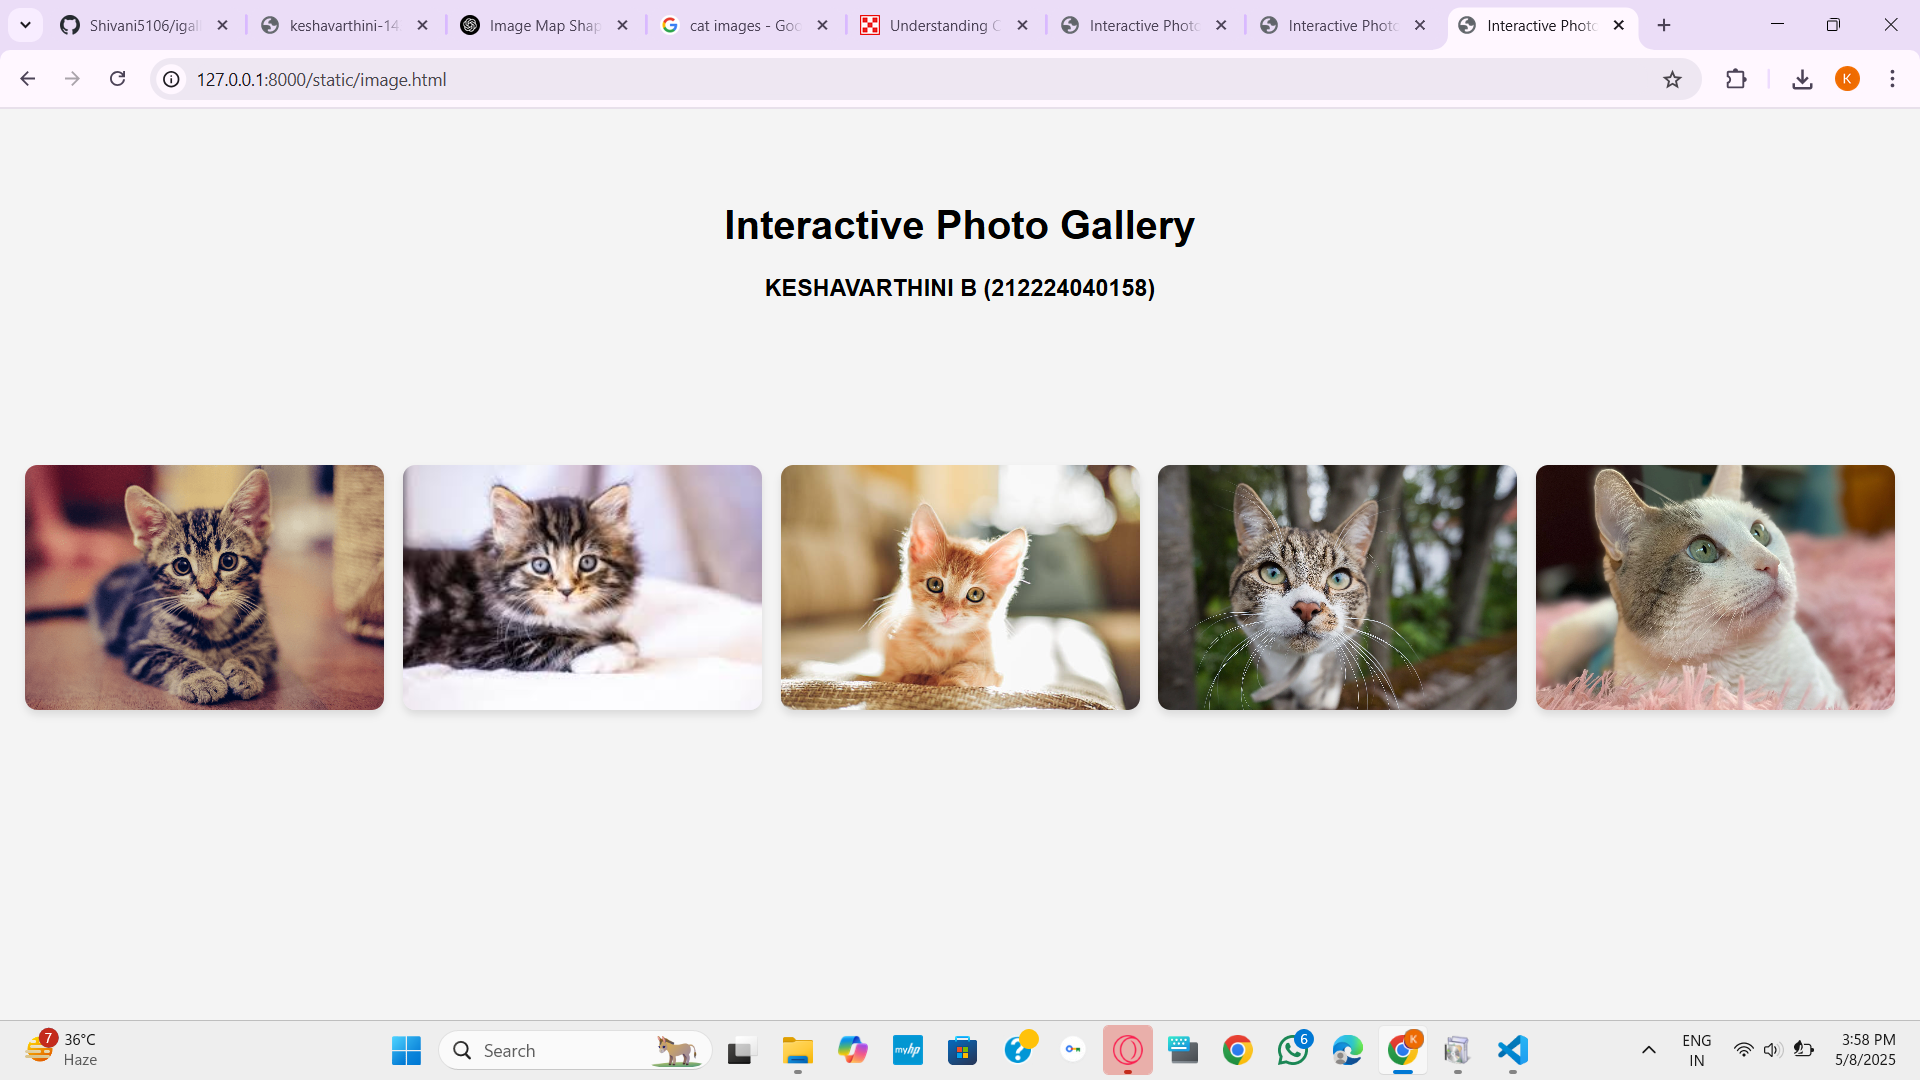 Shivani5106/igall
keshavarthini-14
Image Map Shap
cat images - Goo
Understanding C
Interactive Photo
Interactive Photo
Interactive Photo
127.0.0.1:8000/static/image.html
K
Interactive Photo Gallery
KESHAVARTHINI B (212224040158)
7
36°C
Haze
Search
myhp
6
K
ENG
IN
3:58 PM
5/8/2025